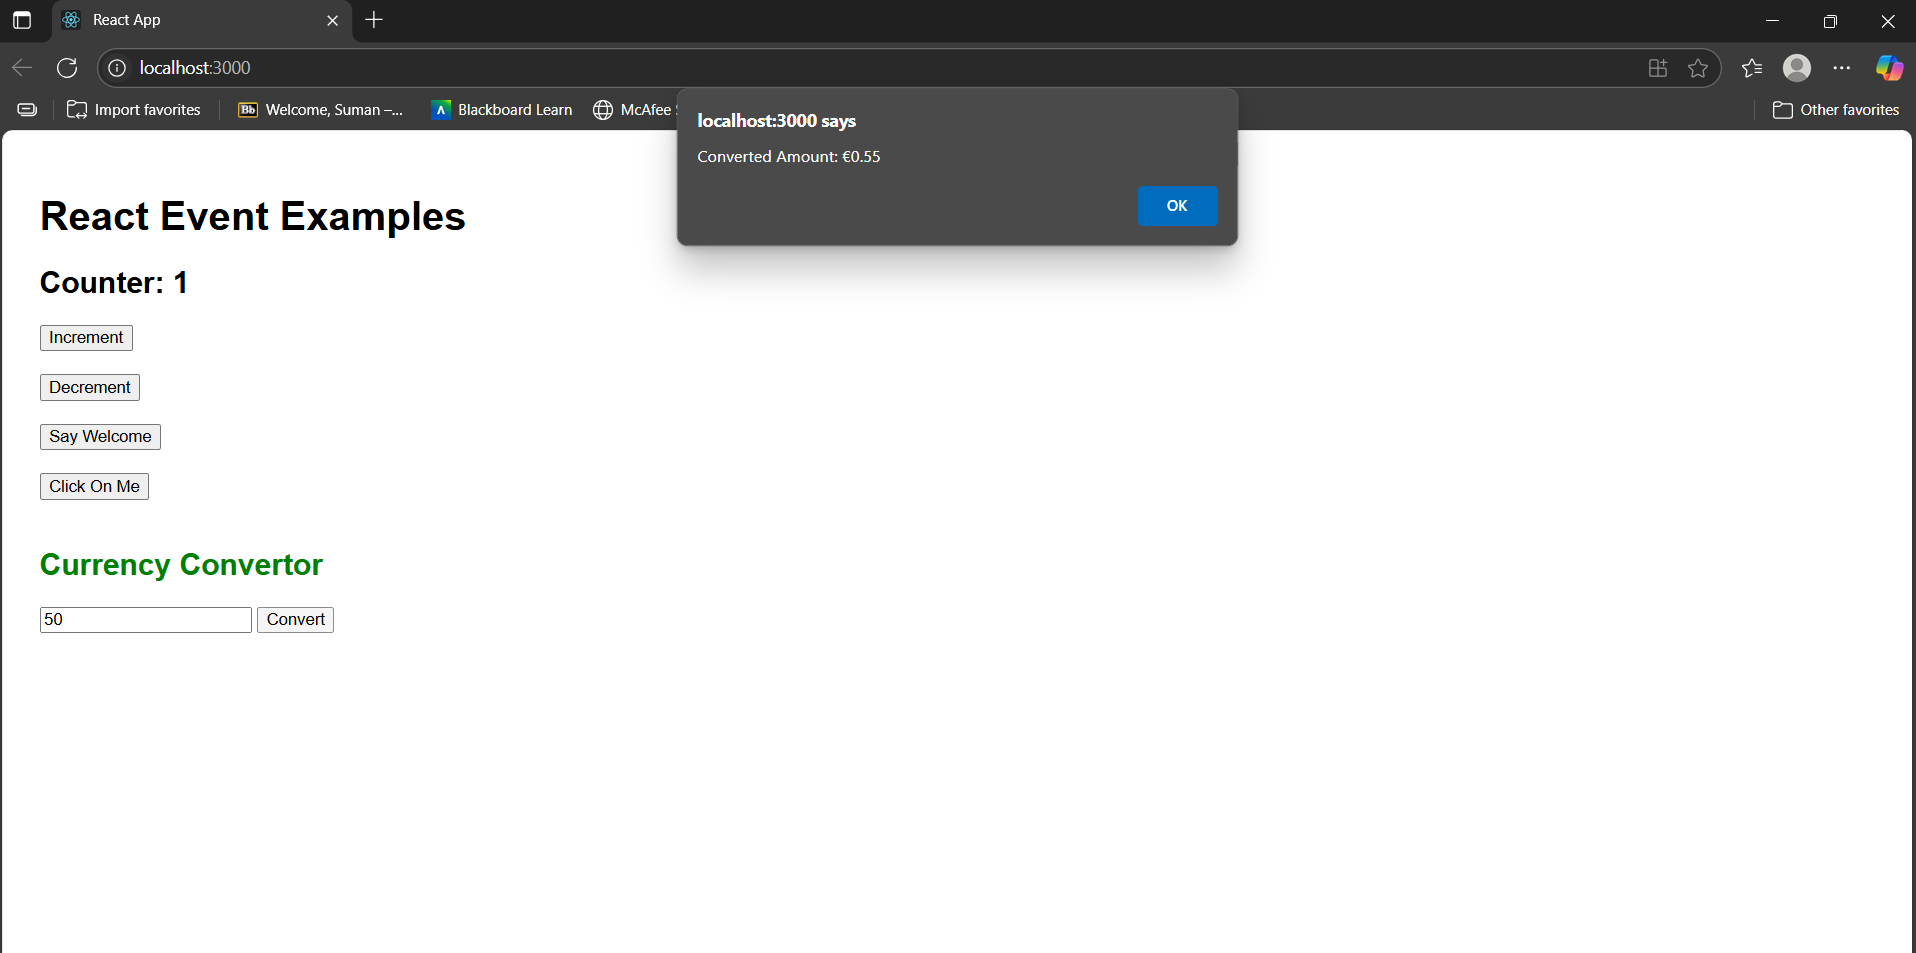 React App
localhost:3000
Import favorites
Bb Welcome, Suman –...
Blackboard Learn
McAfee
Other favorites
localhost:3000 says
Converted Amount: €0.55
OK
React Event Examples
Counter: 1
Increment
Decrement
Say Welcome
Click On Me
Currency Convertor
50
Convert